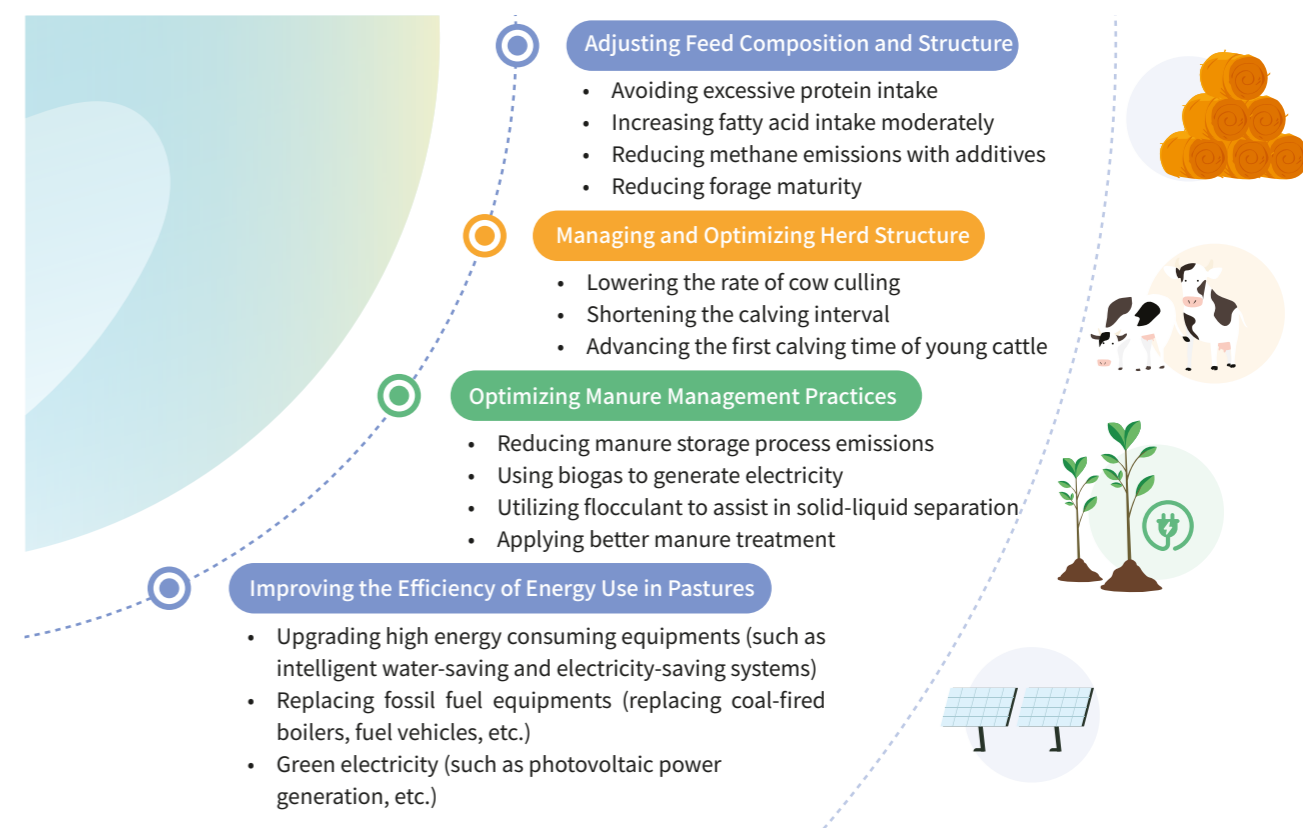 Adjusting Feed Composition and Structure
• Avoiding excessive protein intake
• Increasing fatty acid intake moderately
• Reducing methane emissions with additives
• Reducing forage maturity
Managing and Optimizing Herd Structure
• Lowering the rate of cow culling
• Shortening the calving interval
• Advancing the first calving time of young cattle
Optimizing Manure Management Practices
• Reducing manure storage process emissions
• Using biogas to generate electricity
• Utilizing flocculant to assist in solid-liquid separation
• Applying better manure treatment
Improving the Efficiency of Energy Use in Pastures
• Upgrading high energy consuming equipments (such as
intelligent water-saving and electricity-saving systems)
• Replacing fossil fuel equipments (replacing coal-fired
boilers, fuel vehicles, etc.)
• Green electricity (such as photovoltaic power
generation, etc.)